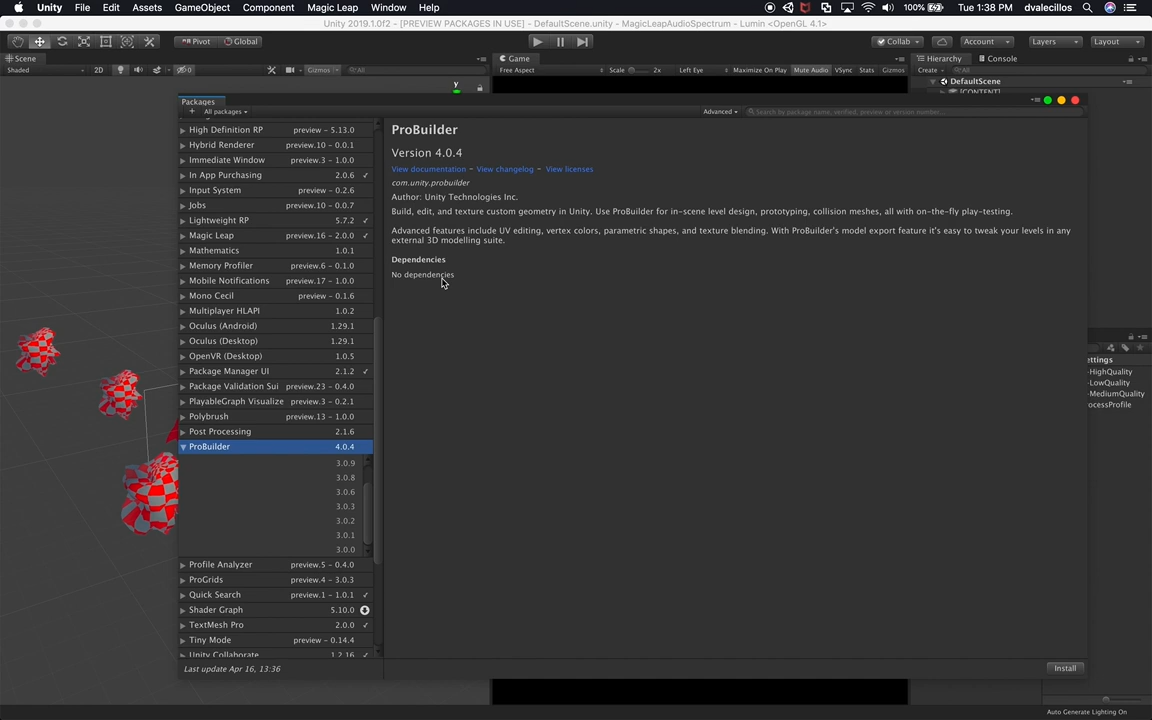 Unity File Edit Assets GameObject Component Magic Leap Window Help 100% Tue 1:38 PM dvalecillos
Unity 2019.1.0f2 - [PREVIEW PACKAGES IN USE] - DefaultScene.unity - MagicLeapAudioSpectrum - Lumin <OpenGL 4.1>
Pivot Global Collab Account Layers Layout
Scene Game Hierarchy Console
Shaded 2D 0 Gizmos All Free Aspect Scale 2x Left Eye Maximize On Play Mute Audio VSync Stats Gizmos Create All
DefaultScene
y
[CONTENT]
Packages
+ All packages Advanced Search by package name, verified, preview or version number...
High Definition RP preview - 5.13.0
Hybrid Renderer preview.10 - 0.0.1
Immediate Window preview.3 - 1.0.0
In App Purchasing 2.0.6 ✓
Input System preview - 0.2.6
Jobs preview.10 - 0.0.7
Lightweight RP 5.7.2 ✓
Magic Leap preview.16 - 2.0.0 ✓
Mathematics 1.0.1
Memory Profiler preview.6 - 0.1.0
Mobile Notifications preview.17 - 1.0.0
Mono Cecil preview - 0.1.6
Multiplayer HLAPI 1.0.2
Oculus (Android) 1.29.1
Oculus (Desktop) 1.29.1
OpenVR (Desktop) 1.0.5
Package Manager UI 2.1.2 ✓
Package Validation Sui preview.23 - 0.4.0
PlayableGraph Visualize preview.3 - 0.2.1
Polybrush preview.13 - 1.0.0
Post Processing 2.1.6
ProBuilder 4.0.4
3.0.9
3.0.8
3.0.6
3.0.3
3.0.2
3.0.1
3.0.0
Profile Analyzer preview.5 - 0.4.0
ProGrids preview.4 - 3.0.3
Quick Search preview.1 - 1.0.1 ✓
Shader Graph 5.10.0
TextMesh Pro 2.0.0 ✓
Tiny Mode preview - 0.14.4
Unity Collaborate 1.2.16 ✓
Last update Apr 16, 13:36
ProBuilder
Version 4.0.4
View documentation - View changelog - View licenses
com.unity.probuilder
Author: Unity Technologies Inc.
Build, edit, and texture custom geometry in Unity. Use ProBuilder for in-scene level design, prototyping, collision meshes, all with on-the-fly play-testing.
Advanced features include UV editing, vertex colors, parametric shapes, and texture blending. With ProBuilder's model export feature it's easy to tweak your levels in any
external 3D modelling suite.
Dependencies
No dependencies
Install
ettings
-HighQuality
-LowQuality
-MediumQuality
ocessProfile
Auto Generate Lighting On